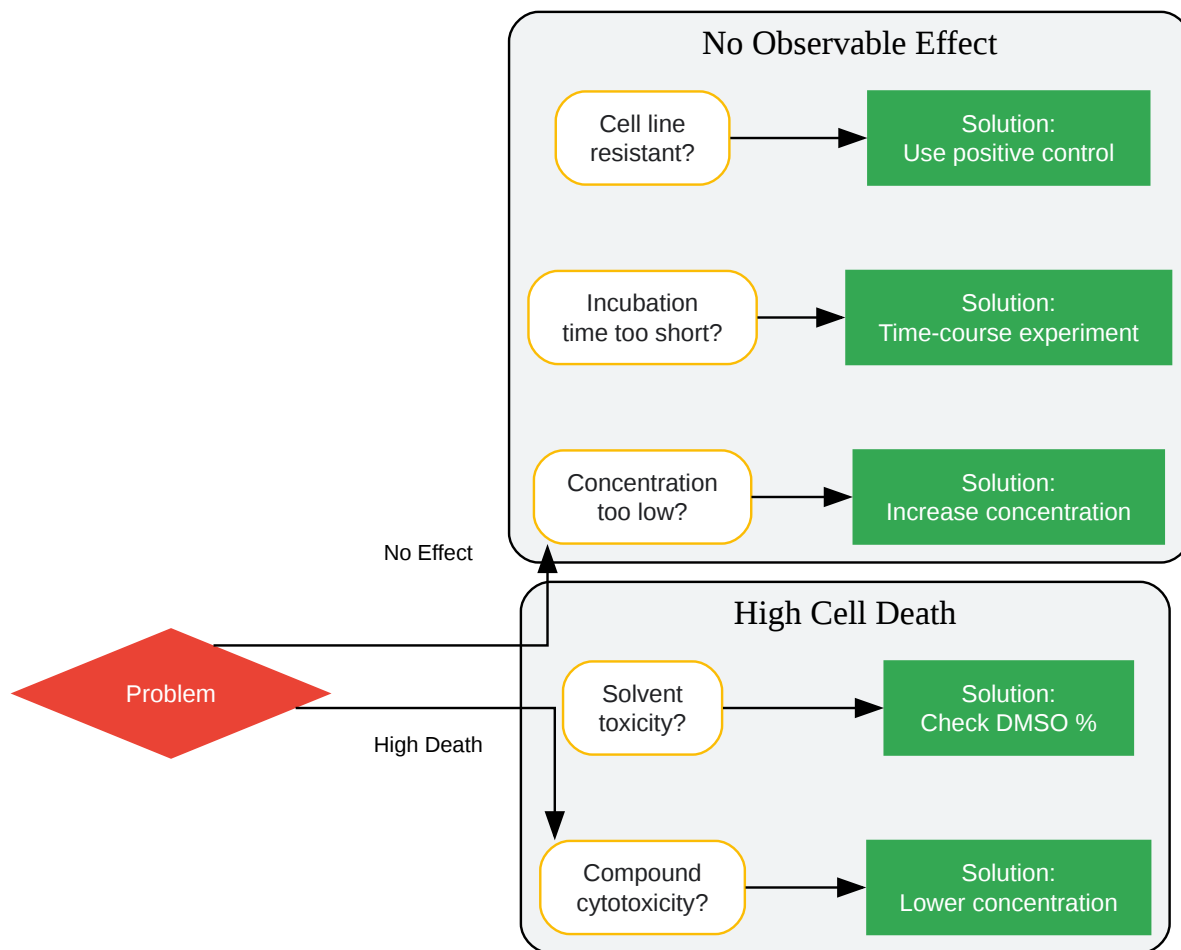 No Observable Effect
Cell line
resistant?
Solution:
Use positive control
Incubation
time too short?
Solution:
Time-course experiment
Concentration
too low?
Solution:
Increase concentration
No Effect
High Cell Death
Problem
Solvent
toxicity?
Solution:
Check DMSO %
High Death
Compound
cytotoxicity?
Solution:
Lower concentration